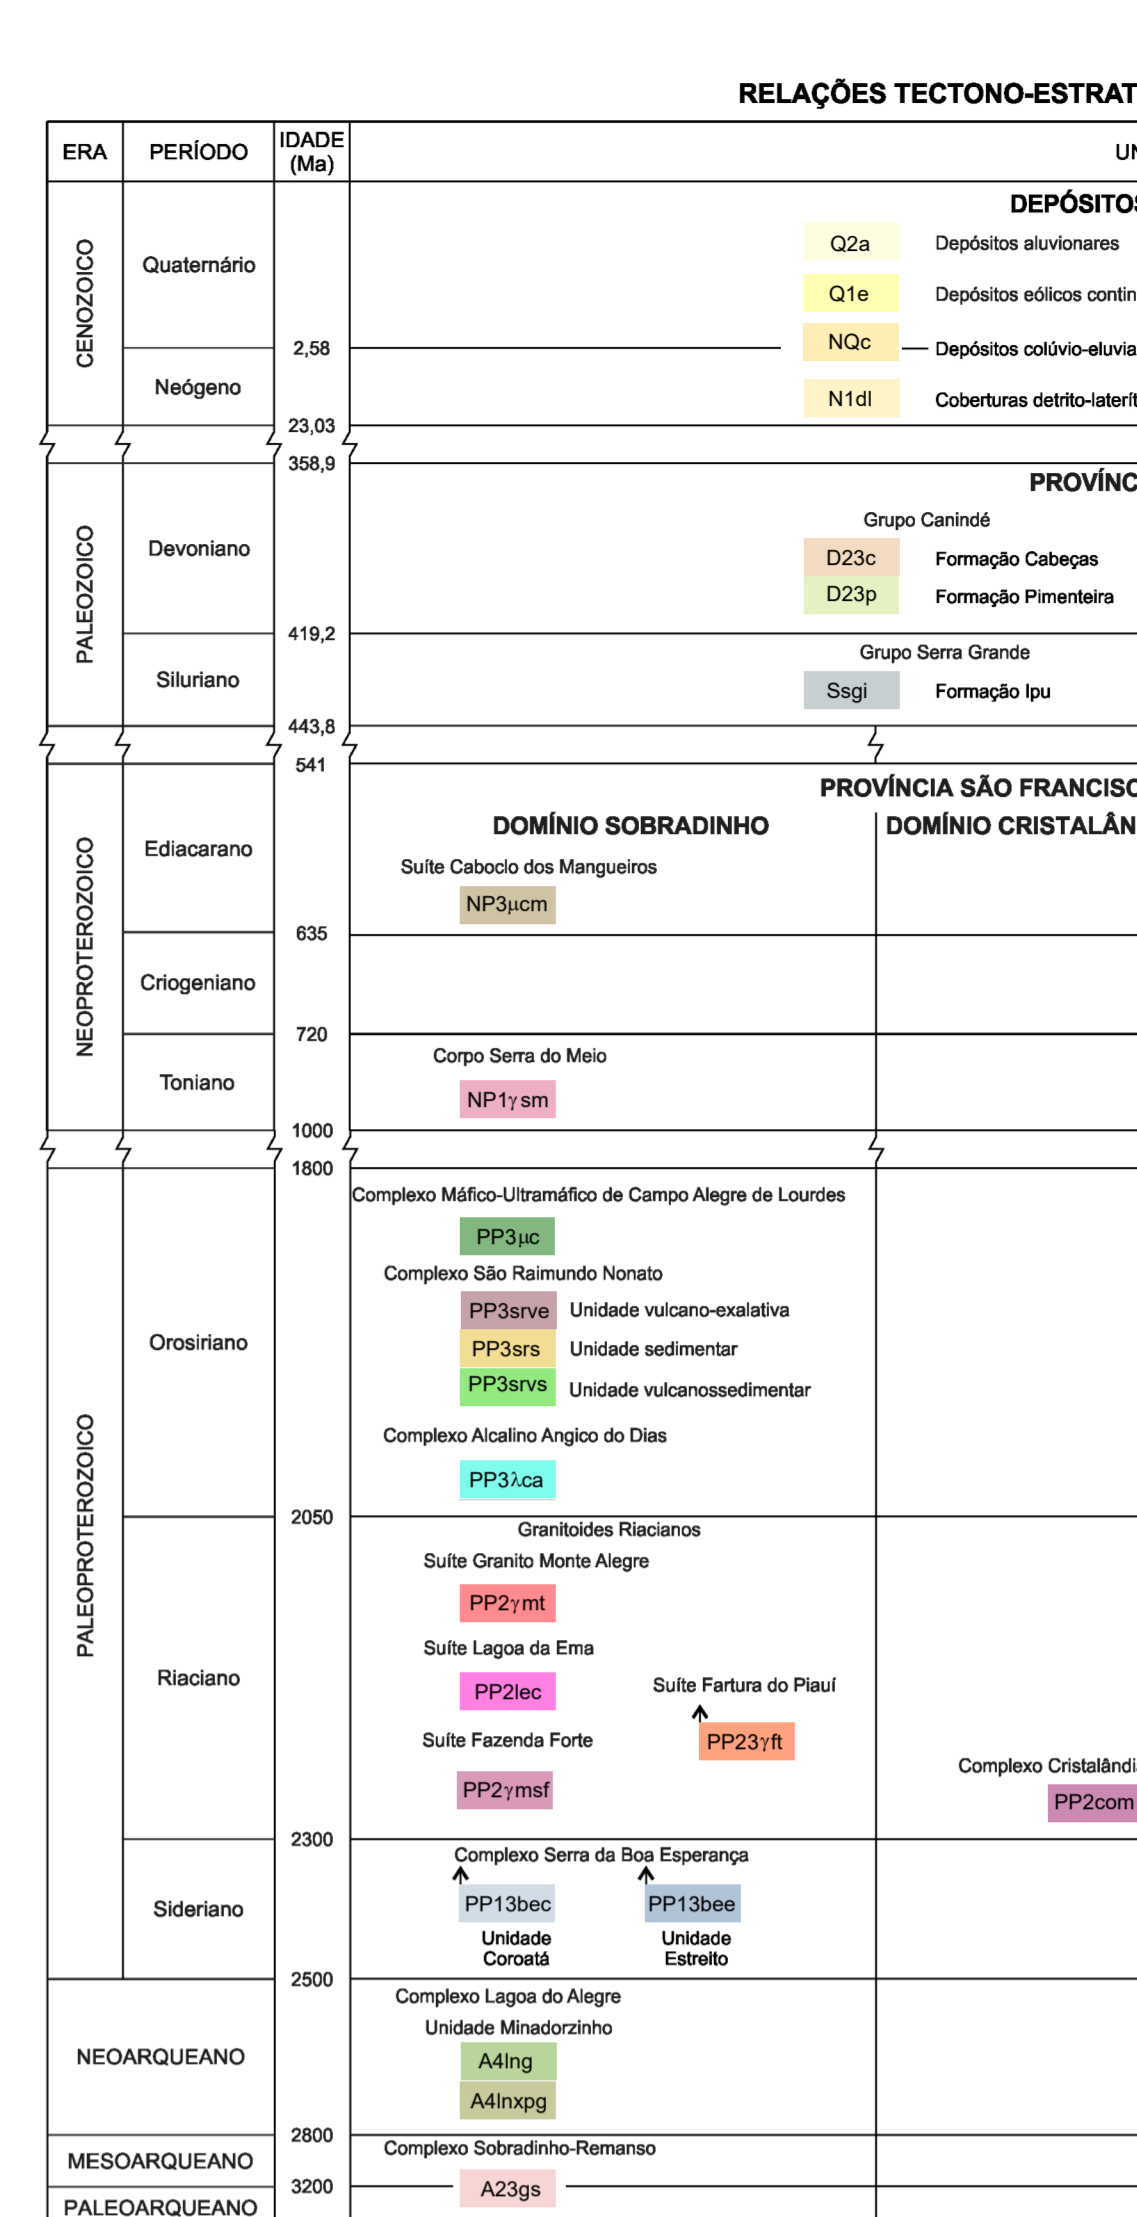 RELAÇÕES TECTONO-ESTRAT
ERA PERÍODO IDADE (Ma) UN
DEPÓSITOS
CENOZOICO
Quaternário
Q2a Depósitos aluvionares
Q1e Depósitos eólicos contin
2,58 NQc Depósitos colúvio-eluvia
Neógeno
N1dl Coberturas detrito-laterít
23,03
358,9
PROVÍNC
PALEOZOICO
Grupo Canindé
Devoniano
D23c Formação Cabeças
D23p Formação Pimenteira
419,2
Grupo Serra Grande
Siluriano
Ssgi Formação Ipu
443,8
541
PROVÍNCIA SÃO FRANCISC
DOMÍNIO SOBRADINHO DOMÍNIO CRISTALÂN
NEOPROTEROZOICO
Ediacarano
Suíte Caboclo dos Mangueiros
NP3μcm
635
Criogeniano
720
Corpo Serra do Meio
Toniano
NP1γsm
1000
1800
Complexo Máfico-Ultramáfico de Campo Alegre de Lourdes
PP3μc
Complexo São Raimundo Nonato
PP3srve Unidade vulcano-exalativa
Orosiriano
PP3srs Unidade sedimentar
PP3srvs Unidade vulcanossedimentar
PALEOPROTEROZOICO
Complexo Alcalino Angico do Dias
PP3λca
2050
Granitoides Riacianos
Suíte Granito Monte Alegre
PP2γmt
Suíte Lagoa da Ema
Riaciano
PP2lec
Suíte Fartura do Piauí
PP23γft
Suíte Fazenda Forte
PP2γmsf
Complexo Cristalândia
PP2com
2300
Complexo Serra da Boa Esperança
Sideriano
PP13bec PP13bee
Unidade Coroatá
Unidade Estreito
2500
Complexo Lagoa do Alegre
Unidade Minadorzinho
NEOARQUEANO
A4lng
A4lnxpg
2800
Complexo Sobradinho-Remanso
MESOARQUEANO
3200 A23gs
PALEOARQUEANO